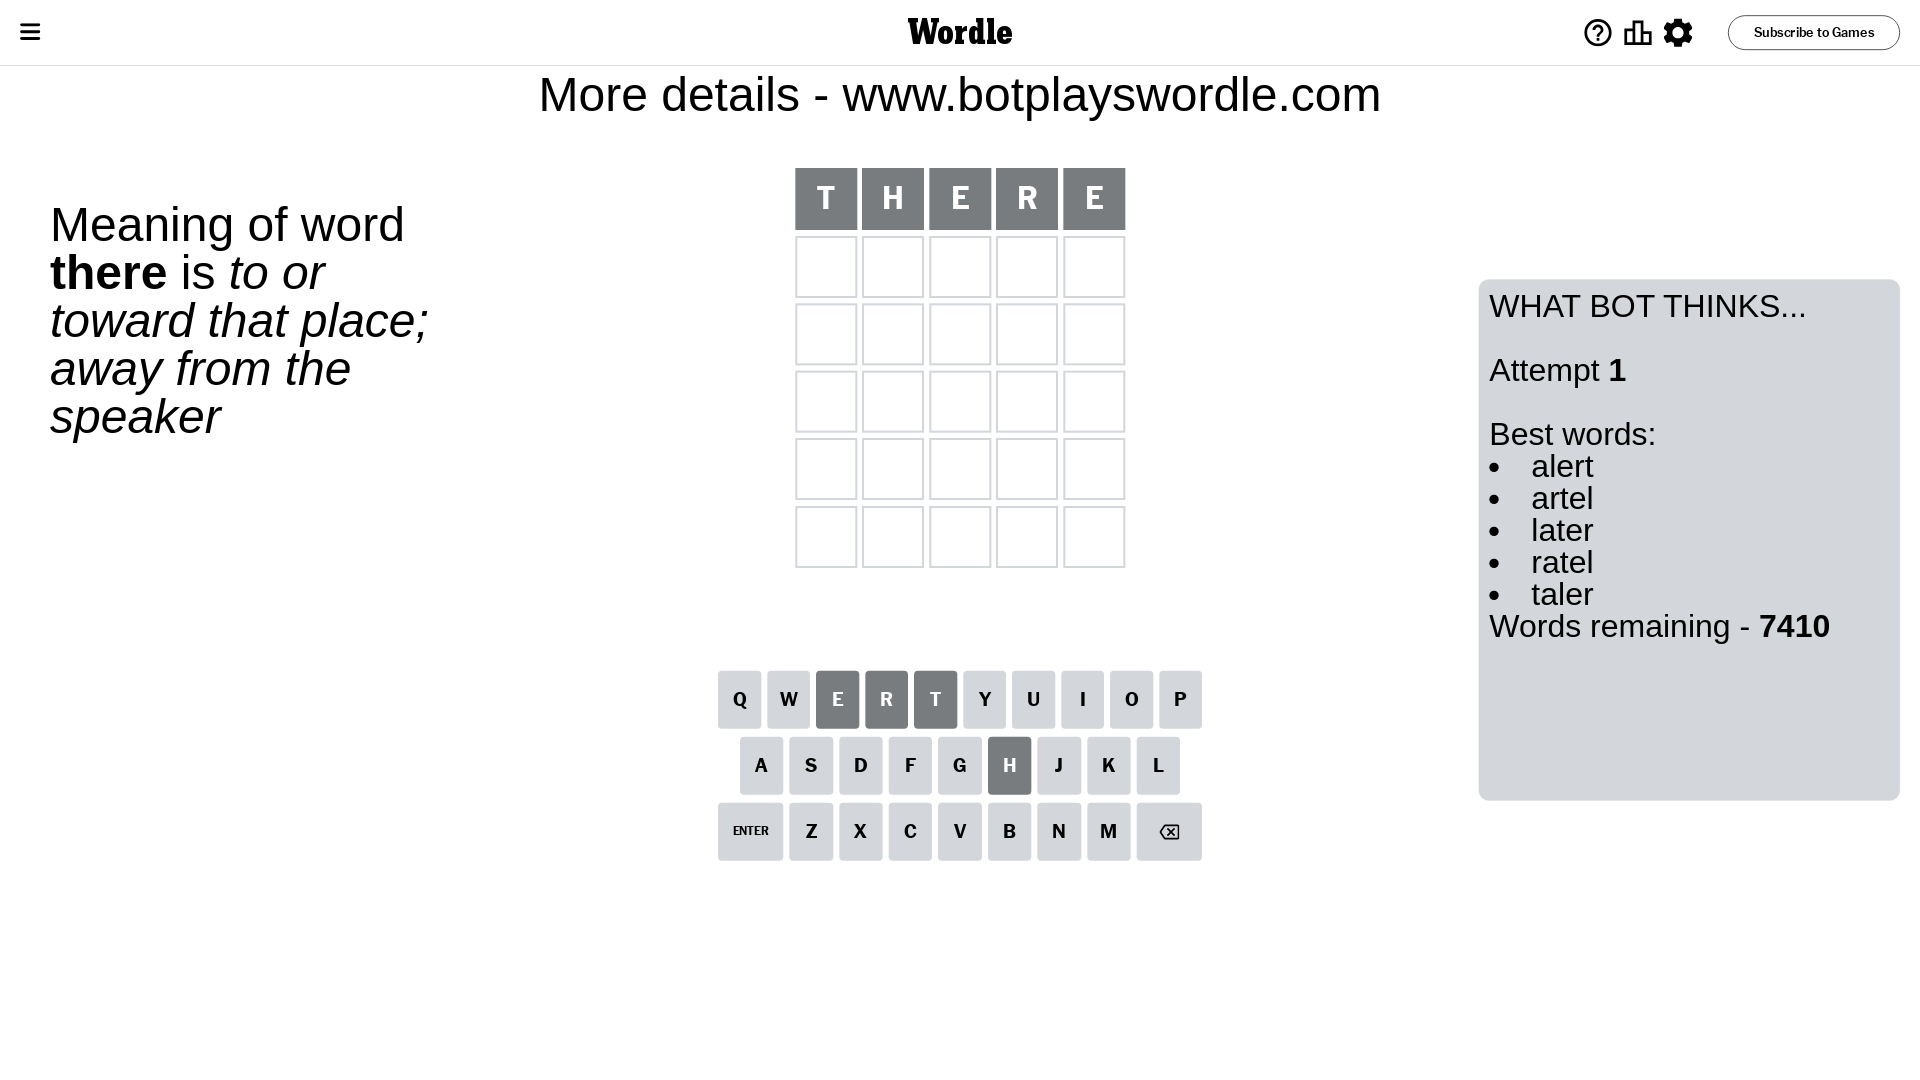 Wordle
Subscribe to Games
More details - www.botplayswordle.com
Meaning of word
there is to or
toward that place;
away from the
speaker
T H E R E
WHAT BOT THINKS...
Attempt 1
Best words:
• alert
• artel
• later
• ratel
• taler
Words remaining - 7410
Q W E R T Y U I O P
A S D F G H J K L
ENTER Z X C V B N M